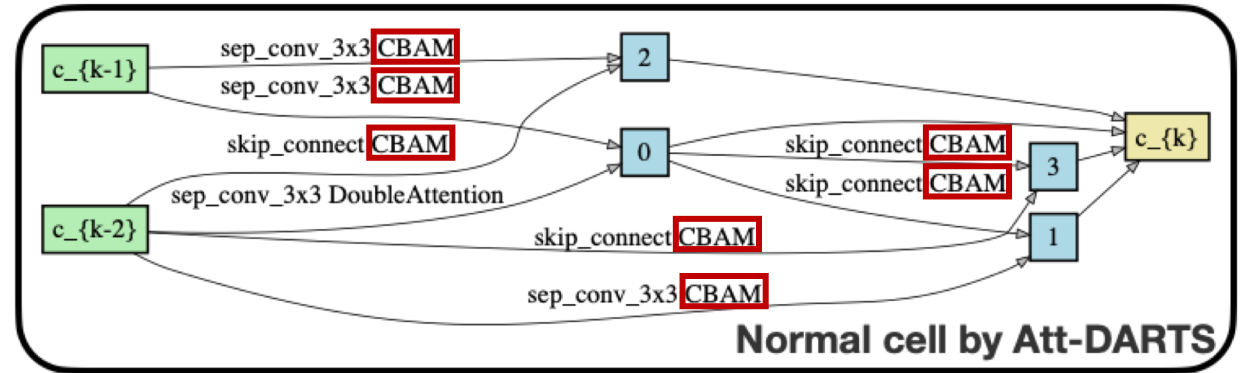 c_{k-1}
sep_conv_3x3 CBAM
sep_conv_3x3 CBAM
2
skip_connect CBAM
0
skip_connect CBAM
c_{k}
3
sep_conv_3x3 DoubleAttention
skip_connect CBAM
c_{k-2}
skip_connect CBAM
1
sep_conv_3x3 CBAM
Normal cell by Att-DARTS